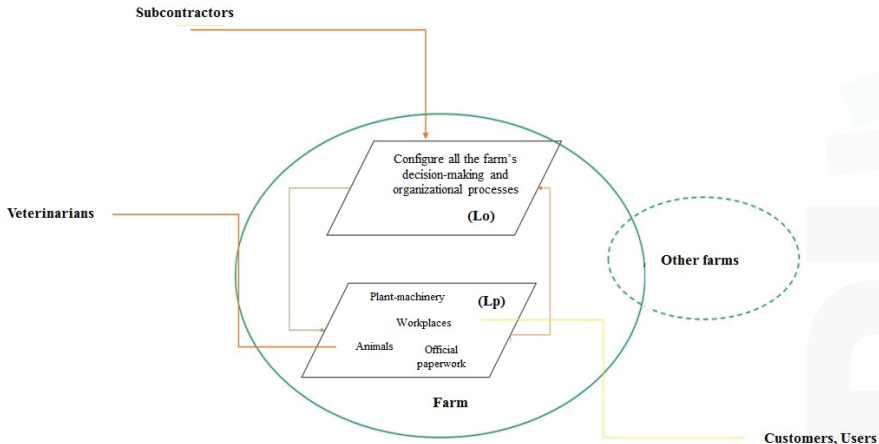 Subcontractors
Configure all the farm’s
decision-making and
organizational processes
(Lo)
Veterinarians
Other farms
Plant-machinery
(Lp)
Workplaces
Animals
Official
paperwork
Farm
Customers, Users